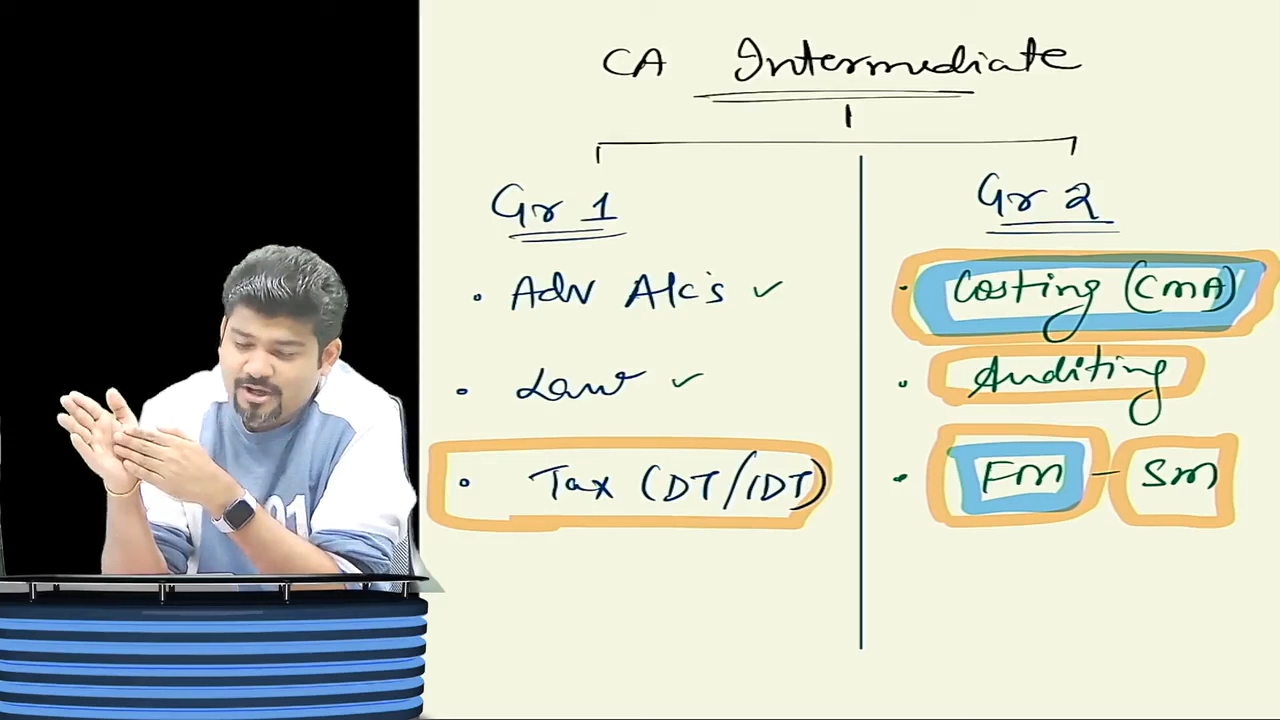 CA Intermediate
Gr 1
• Adv A/c's ✓
• Law ✓
• Tax (DT/IDT)
Gr 2
• Costing (CMA)
• Auditing
• FM - SM